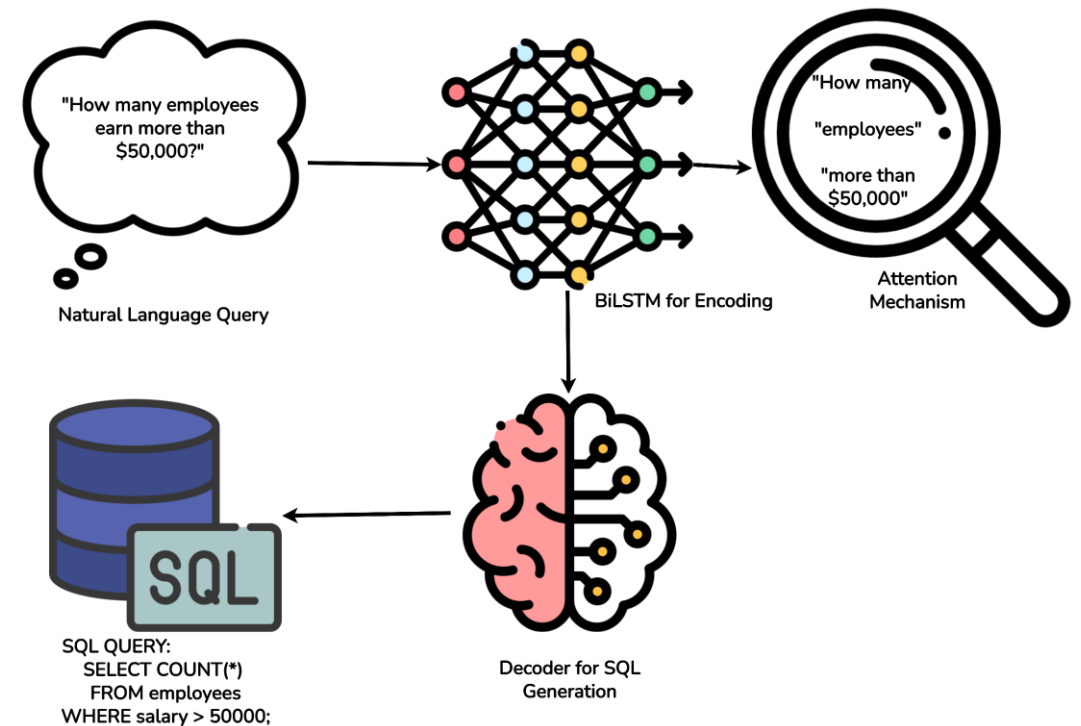 "How many employees
earn more than
$50,000?"
Natural Language Query
BiLSTM for Encoding
"How many
"employees"
"more than
$50,000"
Attention
Mechanism
SQL
SQL QUERY:
SELECT COUNT(*)
FROM employees
WHERE salary > 50000;
Decoder for SQL
Generation